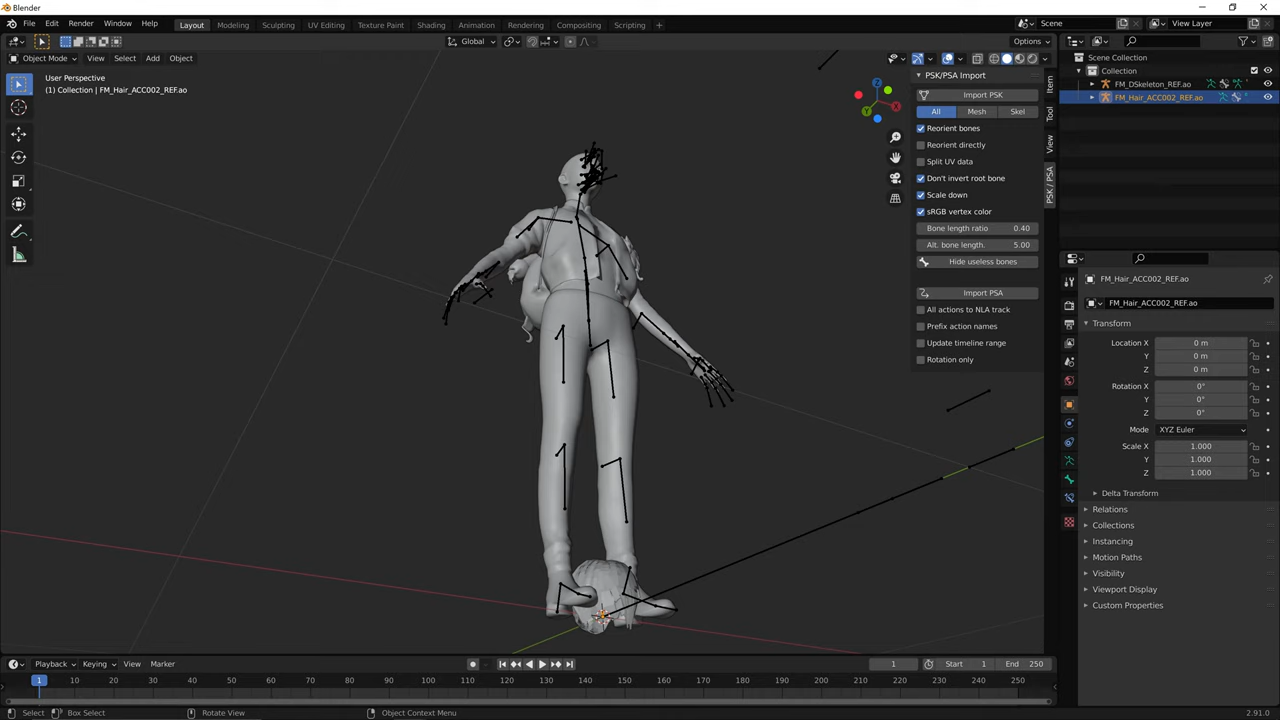 Blender
File Edit Render Window Help Layout Modeling Sculpting UV Editing Texture Paint Shading Animation Rendering Compositing Scripting Scene View Layer
Global Options
Object Mode View Select Add Object
User Perspective
(1) Collection | FM_Hair_ACC002_REF.ao
PSK/PSA Import
Import PSK
All Mesh Skel
Reorient bones
Reorient directly
Split UV data
Don't invert root bone
Scale down
sRGB vertex color
Bone length ratio 0.40
Alt. bone length. 5.00
Hide useless bones
Import PSA
All actions to NLA track
Prefix action names
Update timeline range
Rotation only
Item
Tool
View
PSK / PSA
X
Y
Z
Scene Collection
Collection
FM_DSkeleton_REF.ao
FM_Hair_ACC002_REF.ao
FM_Hair_ACC002_REF.ao
FM_Hair_ACC002_REF.ao
Transform
Location X 0 m
Y 0 m
Z 0 m
Rotation X 0°
Y 0°
Z 0°
Mode XYZ Euler
Scale X 1.000
Y 1.000
Z 1.000
Delta Transform
Relations
Collections
Instancing
Motion Paths
Visibility
Viewport Display
Custom Properties
Playback Keying View Marker 1 Start 1 End 250
1 10 20 30 40 50 60 70 80 90 100 110 120 130 140 150 160 170 180 190 200 210 220 230 240 250
Select Box Select Rotate View Object Context Menu 2.91.0